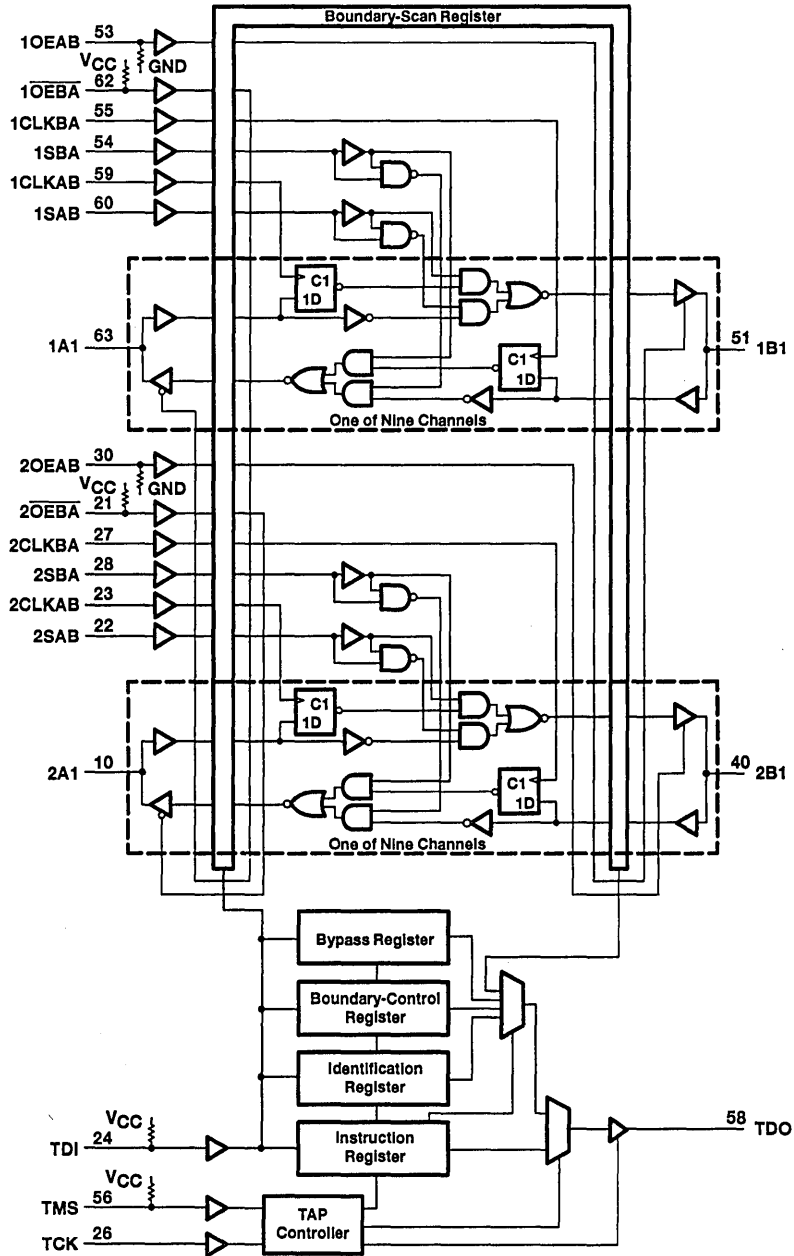 Boundary-Scan Register
1OEAB 53
VCC GND
1OEBA 62
1CLKBA 55
1SBA 54
1CLKAB 59
1SAB 60
C1
1D
1A1 63
51 1B1
C1
1D
One of Nine Channels
2OEAB 30
VCC GND
2OEBA 21
2CLKBA 27
2SBA 28
2CLKAB 23
2SAB 22
C1
1D
2A1 10
40 2B1
C1
1D
One of Nine Channels
Bypass Register
Boundary-Control
Register
Identification
Register
VCC
TDI 24
Instruction
Register
58 TDO
VCC
TMS 56
TAP
Controller
TCK 26